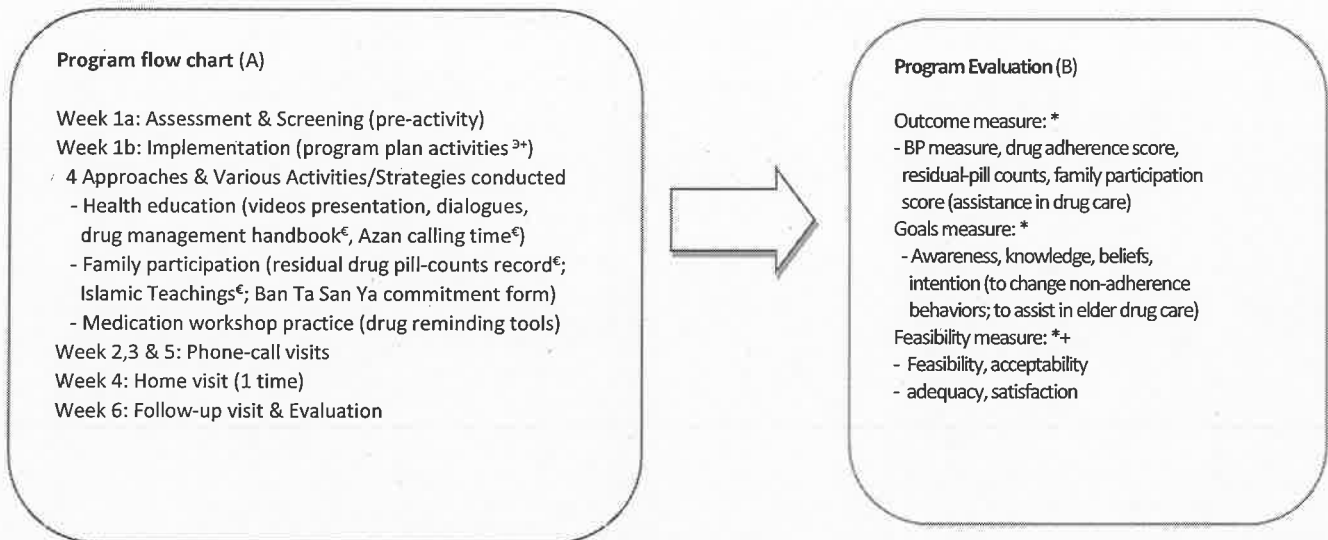 Program flow chart (A)
Week 1a: Assessment & Screening (pre-activity)
Week 1b: Implementation (program plan activities ³⁺)
4 Approaches & Various Activities/Strategies conducted
- Health education (videos presentation, dialogues,
drug management handbook€, Azan calling time€)
- Family participation (residual drug pill-counts record€;
Islamic Teachings€; Ban Ta San Ya commitment form)
- Medication workshop practice (drug reminding tools)
Week 2,3 & 5: Phone-call visits
Week 4: Home visit (1 time)
Week 6: Follow-up visit & Evaluation
Program Evaluation (B)
Outcome measure: *
- BP measure, drug adherence score,
residual-pill counts, family participation
score (assistance in drug care)
Goals measure: *
- Awareness, knowledge, beliefs,
intention (to change non-adherence
behaviors; to assist in elder drug care)
Feasibility measure: *+
- Feasibility, acceptability
- adequacy, satisfaction